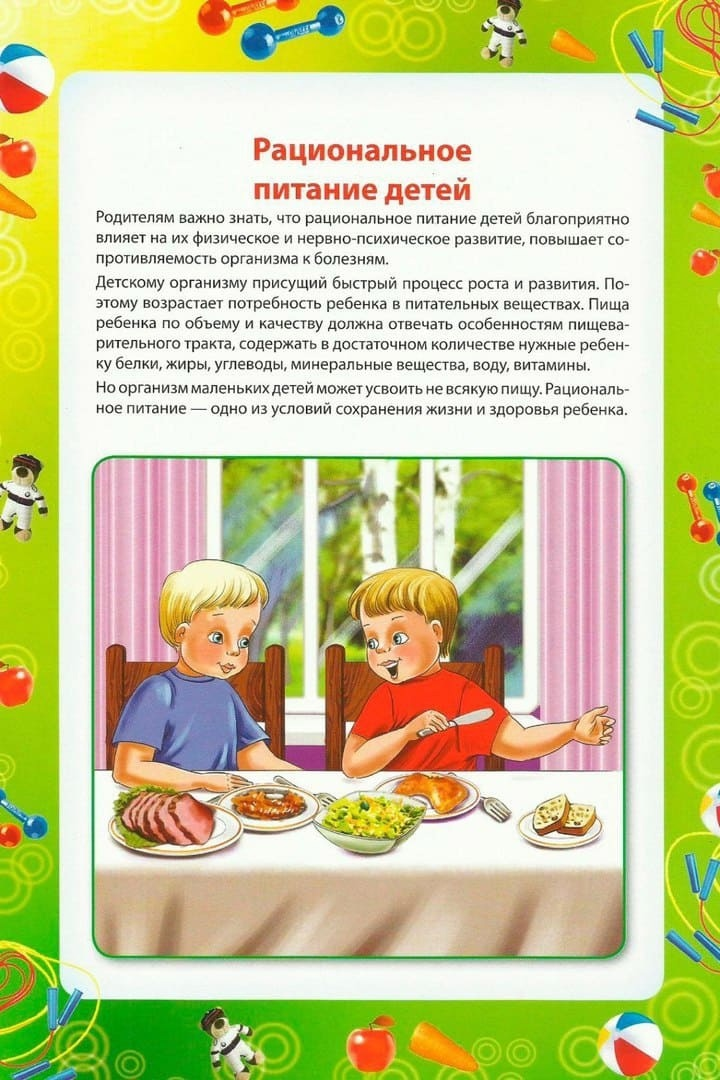 Рациональное
питание детей
Родителям важно знать, что рациональное питание детей благоприятно
влияет на их физическое и нервно-психическое развитие, повышает со-
противляемость организма к болезням.
Детскому организму присущий быстрый процесс роста и развития. По-
этому возрастает потребность ребенка в питательных веществах. Пища
ребенка по объему и качеству должна отвечать особенностям пищева-
рительного тракта, содержать в достаточном количестве нужные ребен-
ку белки, жиры, углеводы, минеральные вещества, воду, витамины.
Но организм маленьких детей может усвоить не всякую пищу. Рациональ-
ное питание — одно из условий сохранения жизни и здоровья ребенка.